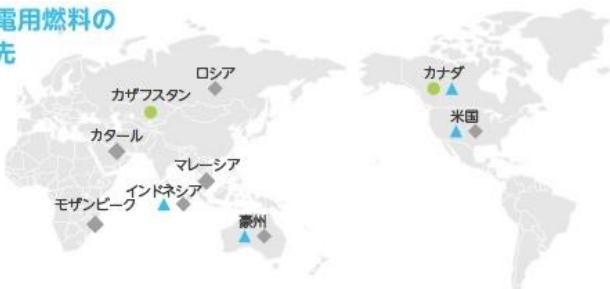 電用燃料の
先
ロシア
カナダ
カザフスタン
米国
カタール
マレーシア
インドネシア
モザンビーク
豪州